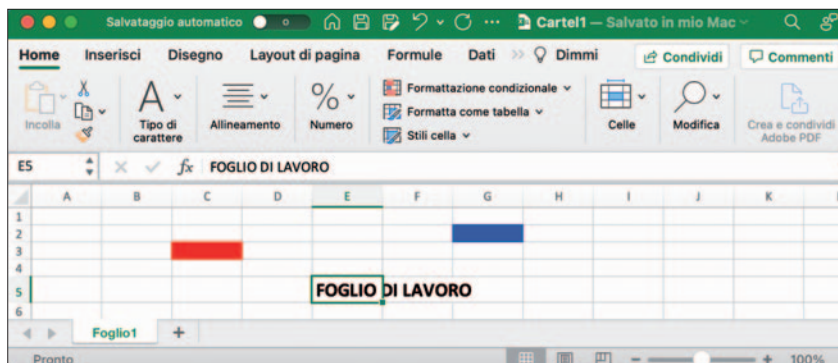 Salvataggio automatico
Cartel1 — Salvato in mio Mac
Home Inserisci Disegno Layout di pagina Formule Dati >> Dimmi Condividi Commenti
Incolla
Tipo di carattere
Allineamento
%
Numero
Formattazione condizionale
Formatta come tabella
Stili cella
Celle
Modifica
Crea e condividi
Adobe PDF
E5 fx FOGLIO DI LAVORO
A B C D E F G H I J K
1
2
3
4
5 FOGLIO DI LAVORO
6
Foglio1 +
Pronto 100%